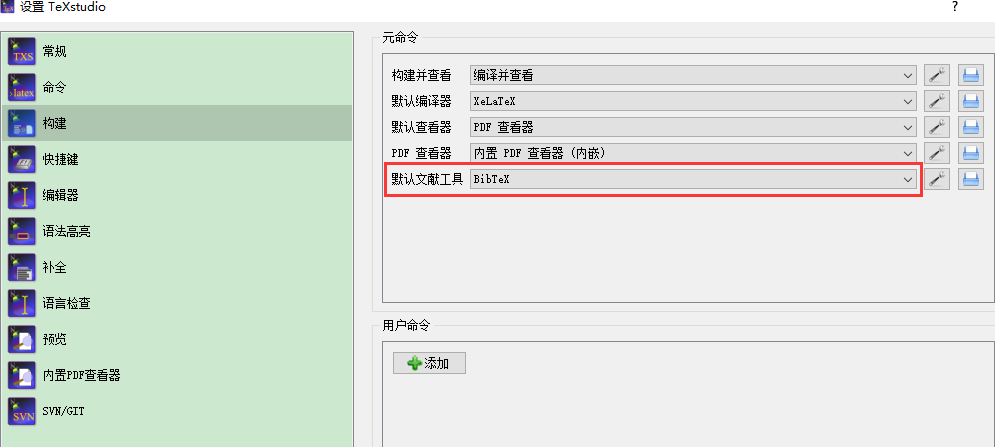 设置 TeXstudio
?
TXS 常规
›latex 命令
构建
快捷键
编辑器
语法高亮
补全
语言检查
预览
内置PDF查看器
SVN SVN/GIT
元命令
构建并查看 编译并查看
默认编译器 XeLaTeX
默认查看器 PDF 查看器
PDF 查看器 内置 PDF 查看器 (内嵌)
默认文献工具 BibTeX
用户命令
添加